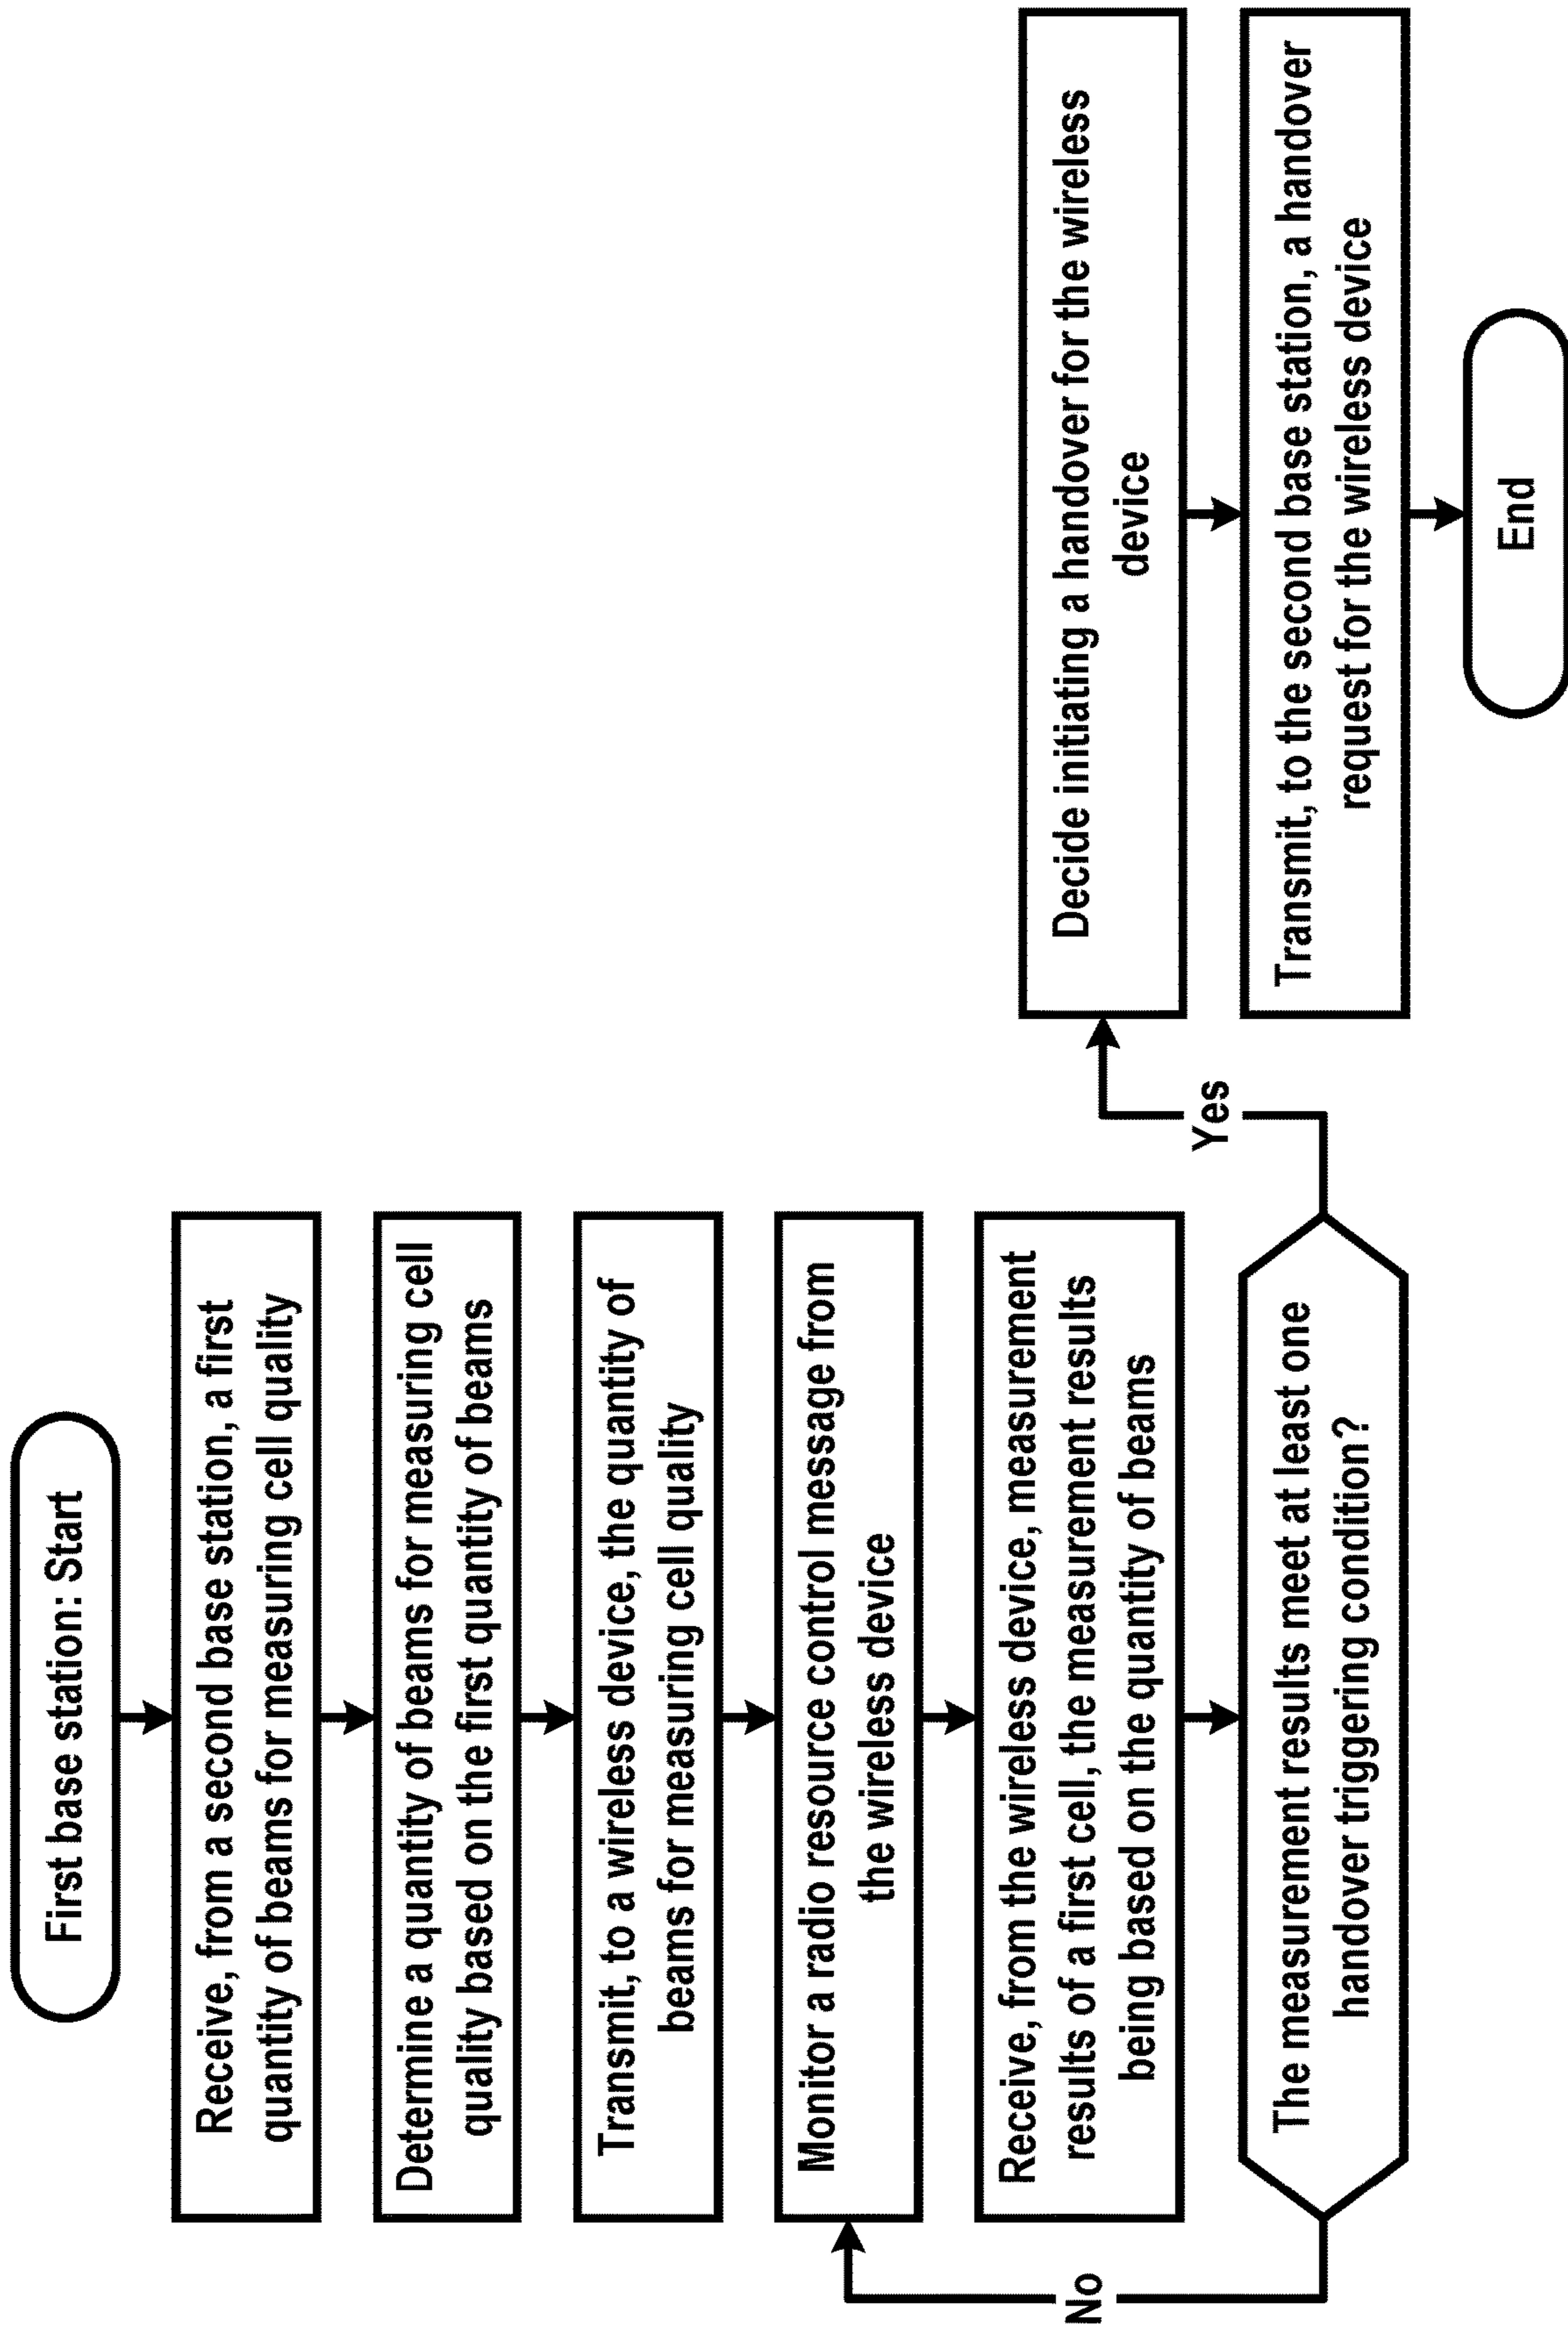 First base station: Start
Receive, from a second base station, a first
quantity of beams for measuring cell quality
Determine a quantity of beams for measuring cell
quality based on the first quantity of beams
Transmit, to a wireless device, the quantity of
beams for measuring cell quality
Monitor a radio resource control message from
the wireless device
Receive, from the wireless device, measurement
results of a first cell, the measurement results
being based on the quantity of beams
The measurement results meet at least one
handover triggering condition?
No
Yes
Decide initiating a handover for the wireless
device
Transmit, to the second base station, a handover
request for the wireless device
End